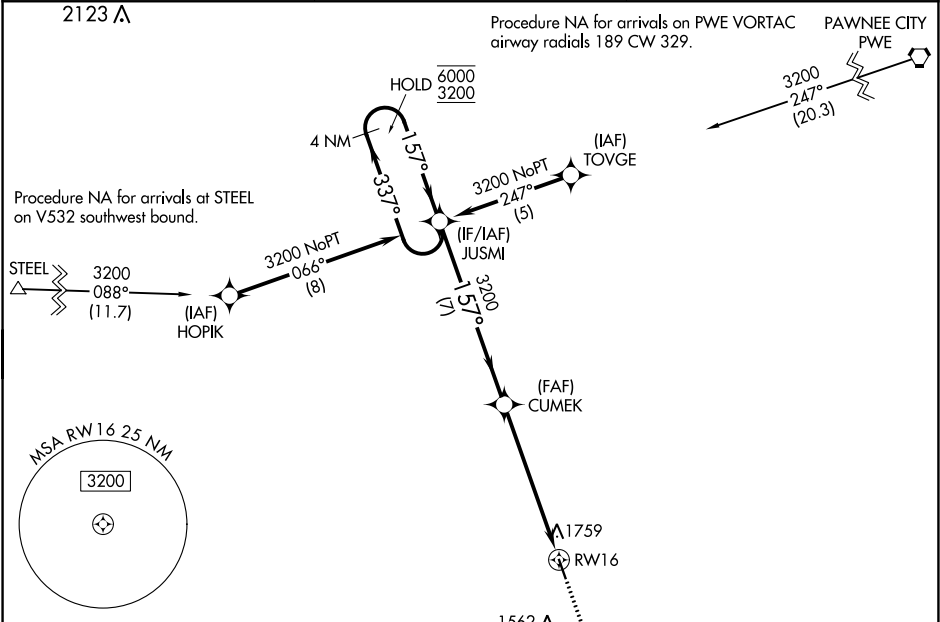 2123
Procedure NA for arrivals on PWE VORTAC
airway radials 189 CW 329.
PAWNEE CITY
PWE
HOLD 6000
3200
3200
247°
(20.3)
4 NM
157°
337°
(IAF)
TOVGE
3200 NoPT
247°
(5)
Procedure NA for arrivals at STEEL
on V532 southwest bound.
(IF/IAF)
JUSMI
3200 NoPT
066°
(8)
STEEL
3200
088°
(11.7)
(IAF)
HOPIK
3200
157°
(7)
(FAF)
CUMEK
MSA RW16 25 NM
3200
1759
RW16
1562